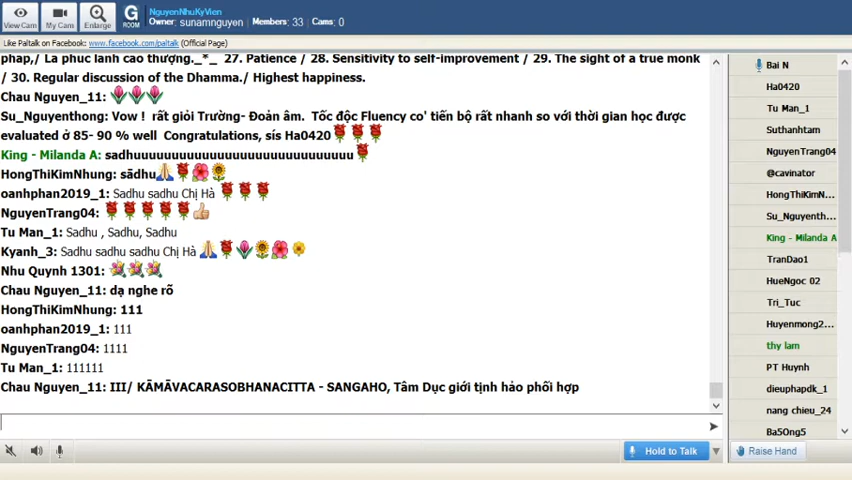 NguyenNhuKyVien
Owner: sunamnguyen Members: 33 Cams: 0
View Cam My Cam Enlarge G ROOM
Like Paltalk on Facebook: www.facebook.com/paltalk (Official Page)
pháp,/ Là phúc lành cao thượng._*_ 27. Patience / 28. Sensitivity to self-improvement / 29. The sight of a true monk
/ 30. Regular discussion of the Dhamma./ Highest happiness.
Chau Nguyen_11:
Su_Nguyenthong: Vow ! rất giỏi Trường- Đoản âm. Tốc độc Fluency co' tiến bộ rất nhanh so với thời gian học được
evaluated ở 85- 90 % well Congratulations, sís Ha0420
King - Milanda A: sadhuuuuuuuuuuuuuuuuuuuuuuuuuuuuu
HongThiKimNhung: sādhu
oanhphan2019_1: Sadhu sadhu Chị Hà
NguyenTrang04:
Tu Man_1: Sadhu , Sadhu, Sadhu
Kyanh_3: Sadhu sadhu sadhu Chị Hà
Nhu Quynh 1301:
Chau Nguyen_11: dạ nghe rõ
HongThiKimNhung: 111
oanhphan2019_1: 111
NguyenTrang04: 1111
Tu Man_1: 111111
Chau Nguyen_11: III/ KĀMĀVACARASOBHANACITTA - SANGAHO, Tâm Dục giới tịnh hảo phối hợp
Bai N
Ha0420
Tu Man_1
Suthanhtam
NguyenTrang04
@cavinator
HongThiKimN...
Su_Nguyenth...
King - Milanda A
TranDao1
HueNgoc 02
Tri_Tuc
Huyenmong2...
thy lam
PT Huynh
dieuphapdk_1
nang chieu_24
Ba5Ong5
Hold to Talk
Raise Hand